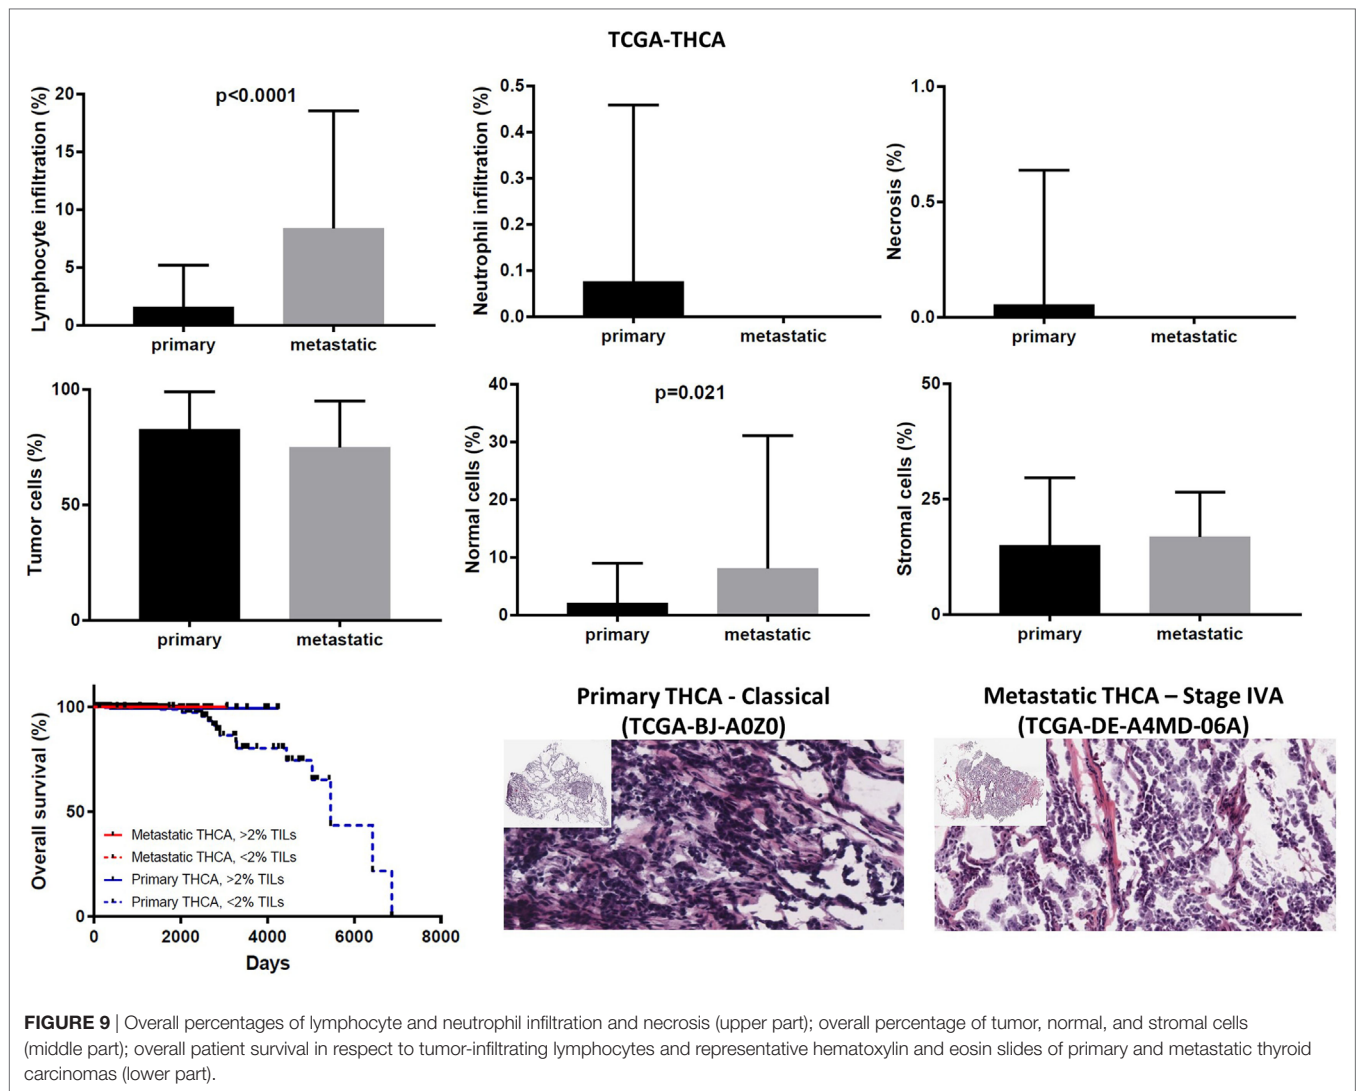 TCGA-THCA
Lymphocyte infiltration (%)
20
15
10
5
0
p<0.0001
primary
metastatic
Neutrophil infiltration (%)
0.5
0.4
0.3
0.2
0.1
0.0
primary
metastatic
Necrosis (%)
1.0
0.5
0.0
primary
metastatic
Tumor cells (%)
100
50
0
primary
metastatic
Normal cells (%)
40
30
20
10
0
p=0.021
primary
metastatic
Stromal cells (%)
50
25
0
primary
metastatic
Overall survival (%)
100
50
0
Metastatic THCA, >2% TILs
Metastatic THCA, <2% TILs
Primary THCA, >2% TILs
Primary THCA, <2% TILs
0
2000
4000
6000
8000
Days
Primary THCA - Classical
(TCGA-BJ-A0Z0)
Metastatic THCA – Stage IVA
(TCGA-DE-A4MD-06A)
FIGURE 9 | Overall percentages of lymphocyte and neutrophil infiltration and necrosis (upper part); overall percentage of tumor, normal, and stromal cells
(middle part); overall patient survival in respect to tumor-infiltrating lymphocytes and representative hematoxylin and eosin slides of primary and metastatic thyroid
carcinomas (lower part).